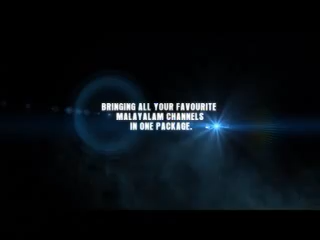 BRINGING ALL YOUR FAVOURITE
MALAYALAM CHANNELS
IN ONE PACKAGE.